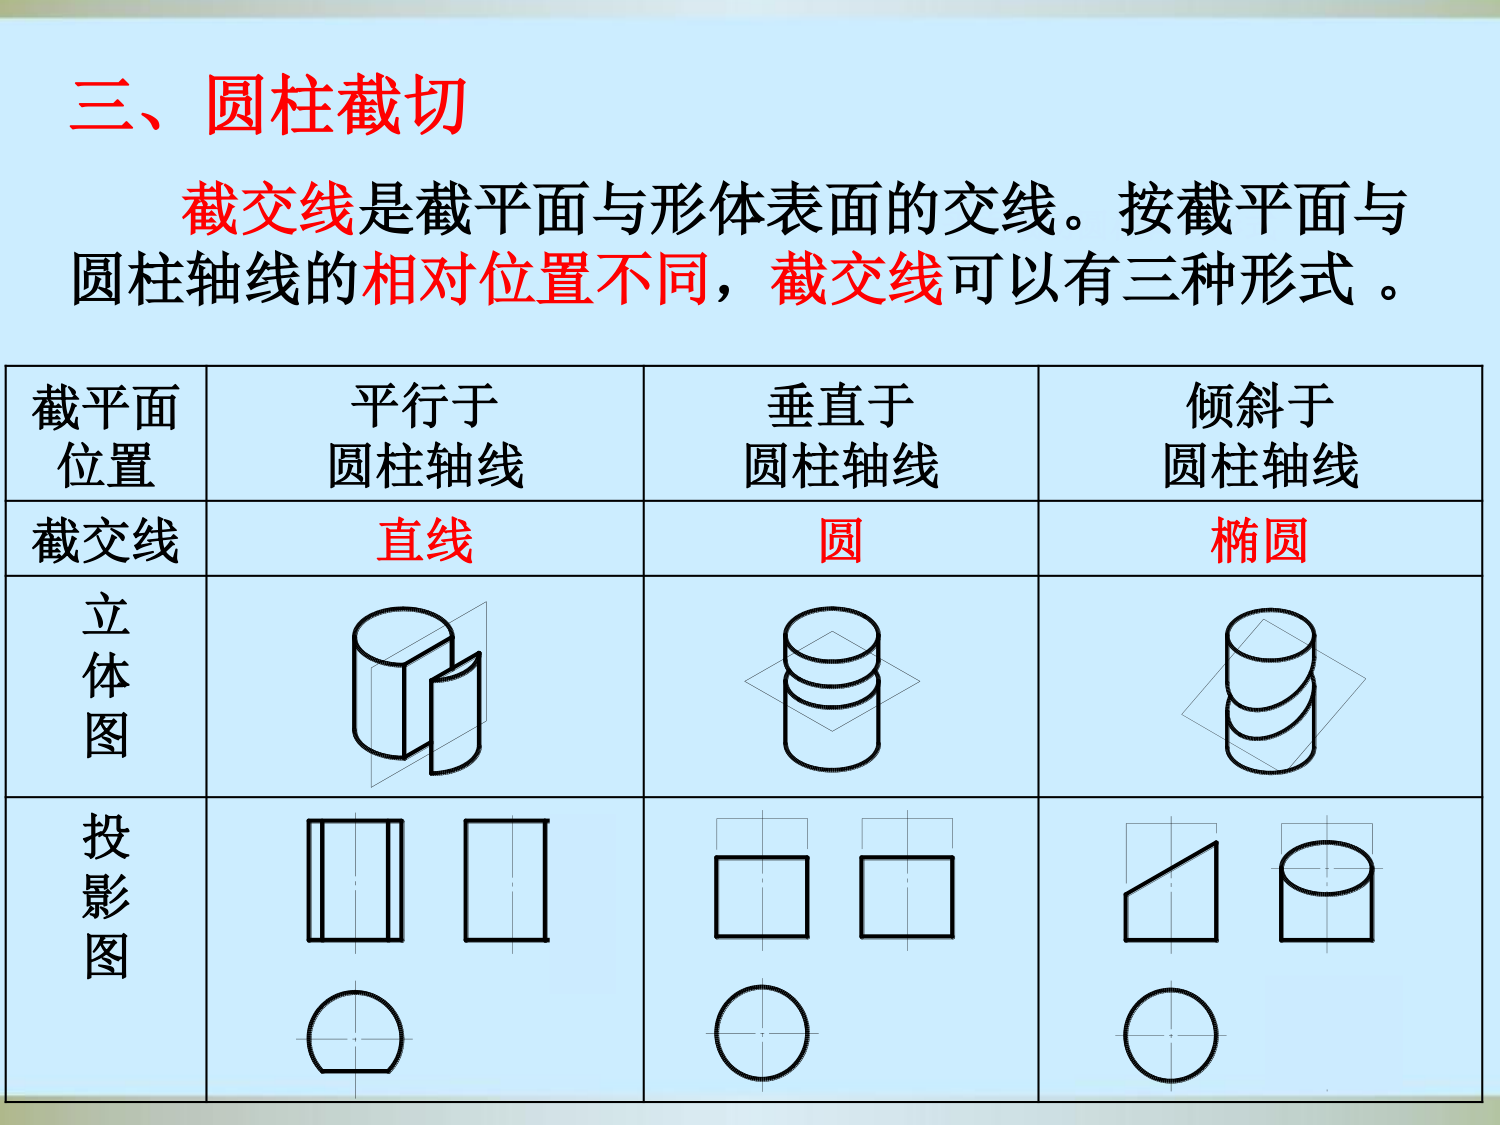 三、圆柱截切
截交线是截平面与形体表面的交线。按截平面与
圆柱轴线的相对位置不同，截交线可以有三种形式 。
截平面
位置
平行于
圆柱轴线
垂直于
圆柱轴线
倾斜于
圆柱轴线
截交线
直线
圆
椭圆
立
体
图
投
影
图